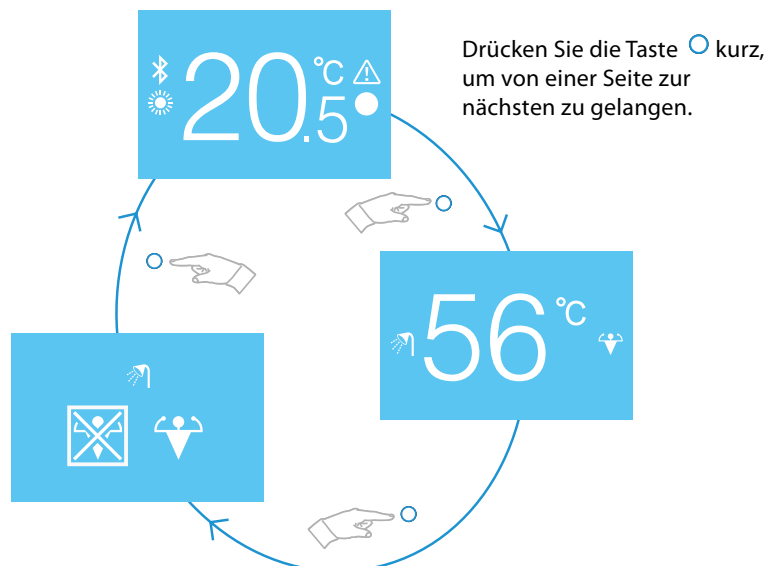 20.5 °C
Drücken Sie die Taste kurz,
um von einer Seite zur
nächsten zu gelangen.
56 °C